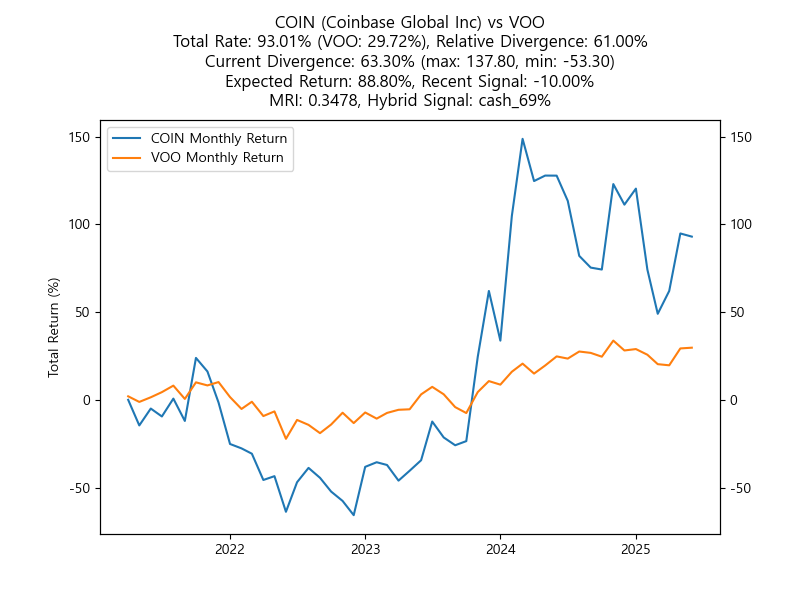 COIN (Coinbase Global Inc) vs VOO
Total Rate: 93.01% (VOO: 29.72%), Relative Divergence: 61.00%
Current Divergence: 63.30% (max: 137.80, min: -53.30)
Expected Return: 88.80%, Recent Signal: -10.00%
MRI: 0.3478, Hybrid Signal: cash_69%
COIN Monthly Return
VOO Monthly Return
Total Return (%)
150
100
50
0
-50
150
100
50
0
-50
2022
2023
2024
2025